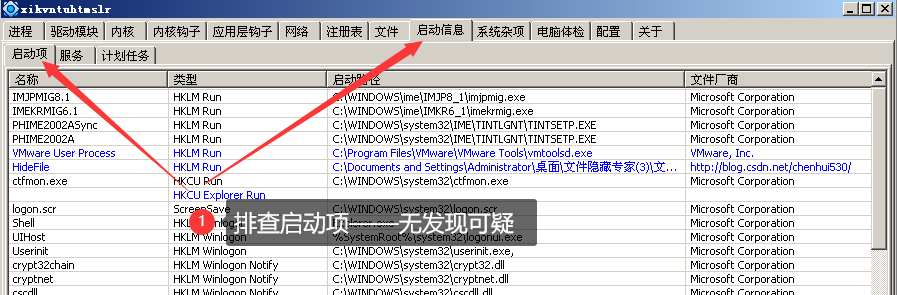 xikvntuhtmslr
进程 驱动模块 内核 内核钩子 应用层钩子 网络 注册表 文件 启动信息 系统杂项 电脑体检 配置 关于
启动项 服务 计划任务
名称 类型 启动路径 文件厂商
IMJPMIG8.1 HKLM Run C:\WINDOWS\ime\IMJP8_1\imjpmig.exe Microsoft Corporation
IMEKRMIG6.1 HKLM Run C:\WINDOWS\ime\IMKR6_1\imekrmig.exe Microsoft Corporation
PHIME2002ASync HKLM Run C:\WINDOWS\system32\IME\TINTLGNT\TINTSETP.EXE Microsoft Corporation
PHIME2002A HKLM Run C:\WINDOWS\system32\IME\TINTLGNT\TINTSETP.EXE Microsoft Corporation
VMware User Process HKLM Run C:\Program Files\VMware\VMware Tools\vmtoolsd.exe VMware, Inc.
HideFile HKLM Run C:\Documents and Settings\Administrator\桌面\文件隐藏专家(3)\文... http://blog.csdn.net/chenhui530/
ctfmon.exe HKCU Run C:\WINDOWS\system32\ctfmon.exe Microsoft Corporation
HKCU Explorer Run
logon.scr ScreenSave C:\WINDOWS\system32\logon.scr Microsoft Corporation
1 排查启动项——无发现可疑
Shell HKLM Winlogon Explorer.exe Microsoft Corporation
UIHost HKLM Winlogon %SystemRoot%\system32\logonui.exe Microsoft Corporation
Userinit HKLM Winlogon C:\WINDOWS\system32\userinit.exe, Microsoft Corporation
crypt32chain HKLM Winlogon Notify C:\WINDOWS\system32\crypt32.dll Microsoft Corporation
cryptnet HKLM Winlogon Notify C:\WINDOWS\system32\cryptnet.dll Microsoft Corporation
cscdll HKLM Winlogon Notify C:\WINDOWS\system32\cscdll.dll Microsoft Corporation